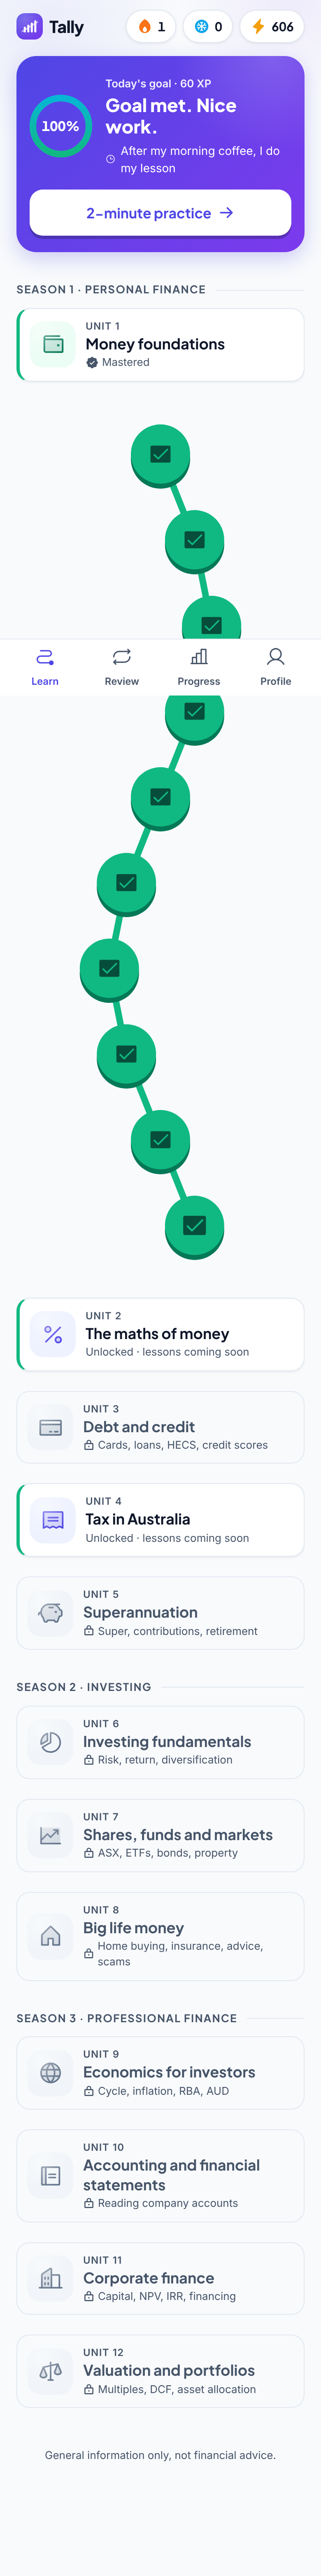 Tally
1
0
606
Today's goal · 60 XP
100%
Goal met. Nice
work.
After my morning coffee, I do
my lesson
2-minute practice
SEASON 1 · PERSONAL FINANCE
UNIT 1
Money foundations
Mastered
Learn
Review
Progress
Profile
UNIT 2
The maths of money
Unlocked · lessons coming soon
UNIT 3
Debt and credit
Cards, loans, HECS, credit scores
UNIT 4
Tax in Australia
Unlocked · lessons coming soon
UNIT 5
Superannuation
Super, contributions, retirement
SEASON 2 · INVESTING
UNIT 6
Investing fundamentals
Risk, return, diversification
UNIT 7
Shares, funds and markets
ASX, ETFs, bonds, property
UNIT 8
Big life money
Home buying, insurance, advice,
scams
SEASON 3 · PROFESSIONAL FINANCE
UNIT 9
Economics for investors
Cycle, inflation, RBA, AUD
UNIT 10
Accounting and financial
statements
Reading company accounts
UNIT 11
Corporate finance
Capital, NPV, IRR, financing
UNIT 12
Valuation and portfolios
Multiples, DCF, asset allocation
General information only, not financial advice.